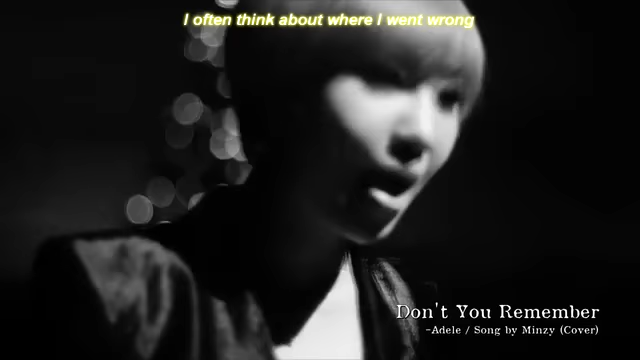 I often think about where I went wrong
Don't You Remember
-Adele / Song by Minzy (Cover)